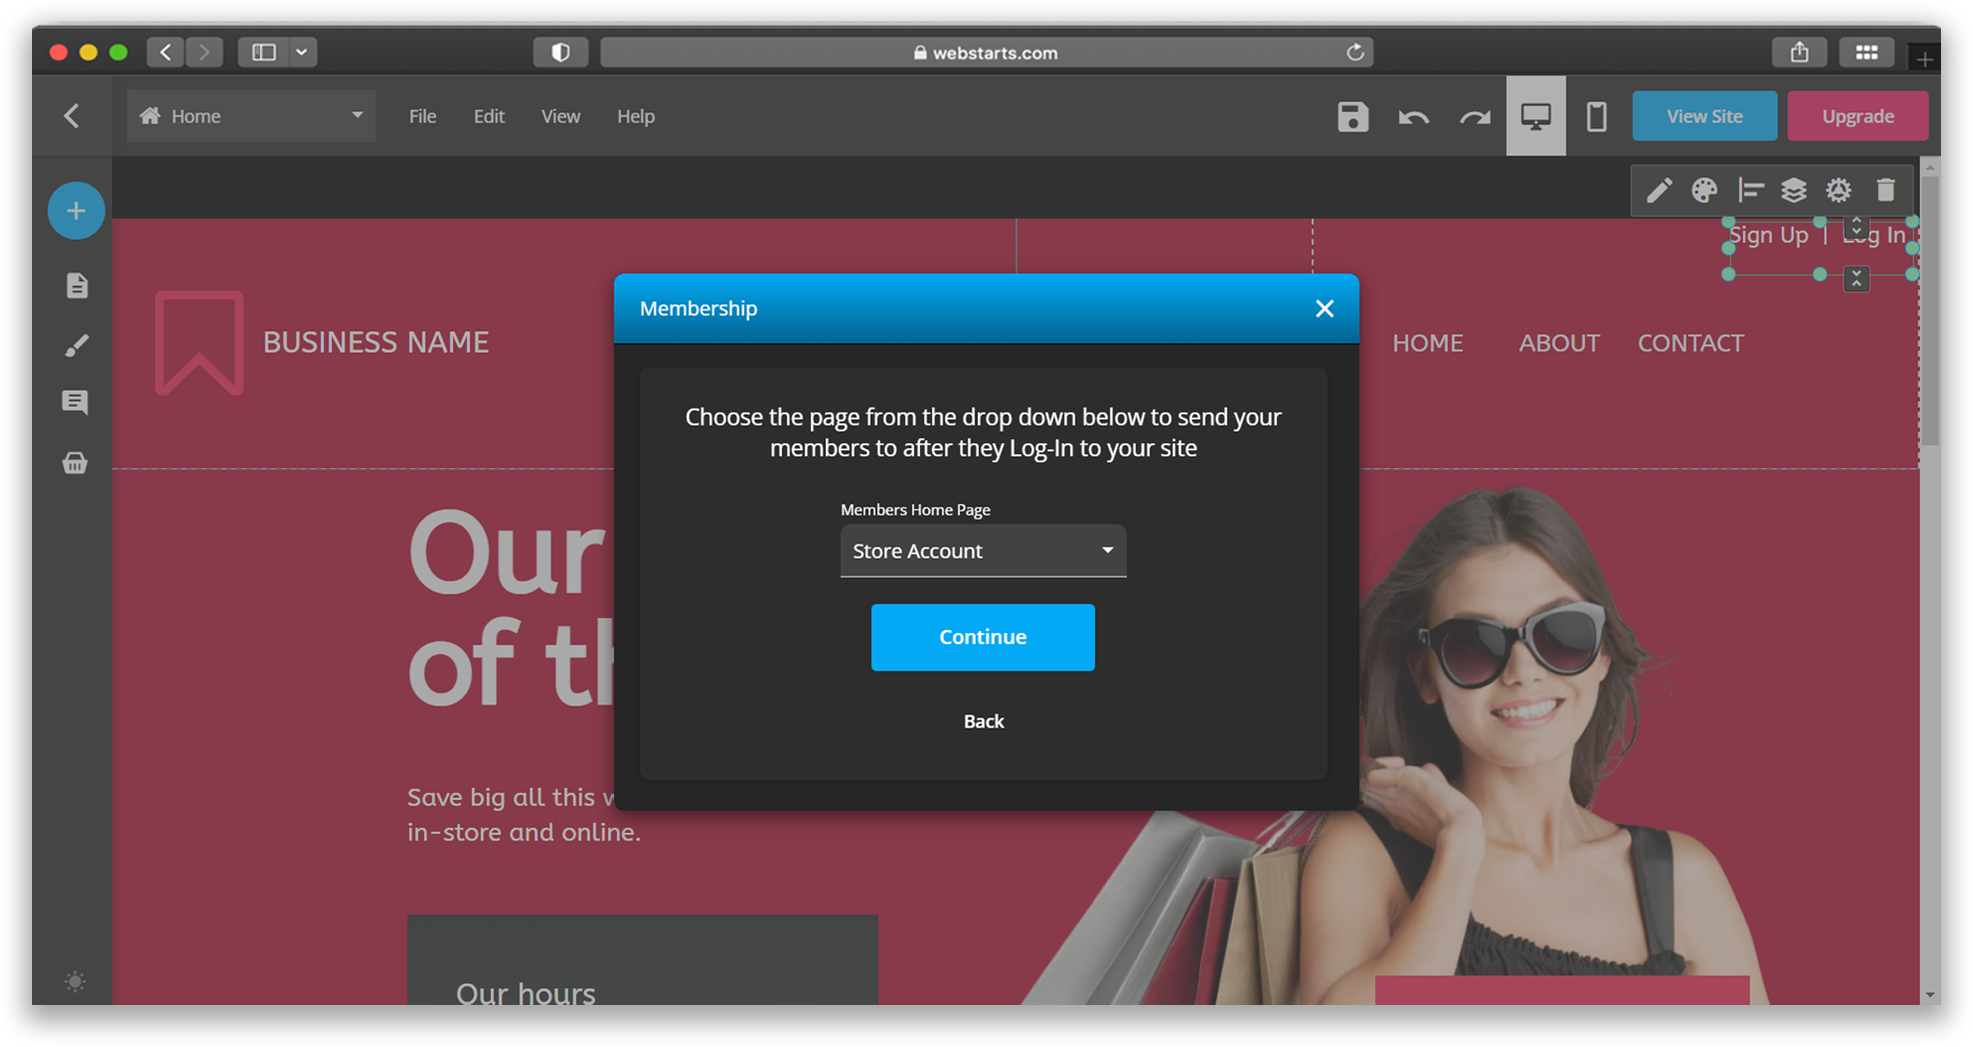 webstarts.com
Home File Edit View Help View Site Upgrade
Sign Up | Log In
Membership
BUSINESS NAME
HOME ABOUT CONTACT
Choose the page from the drop down below to send your
members to after they Log-In to your site
Members Home Page
Store Account
Continue
Back
Our
of th
Save big all this w
in-store and online.
Our hours